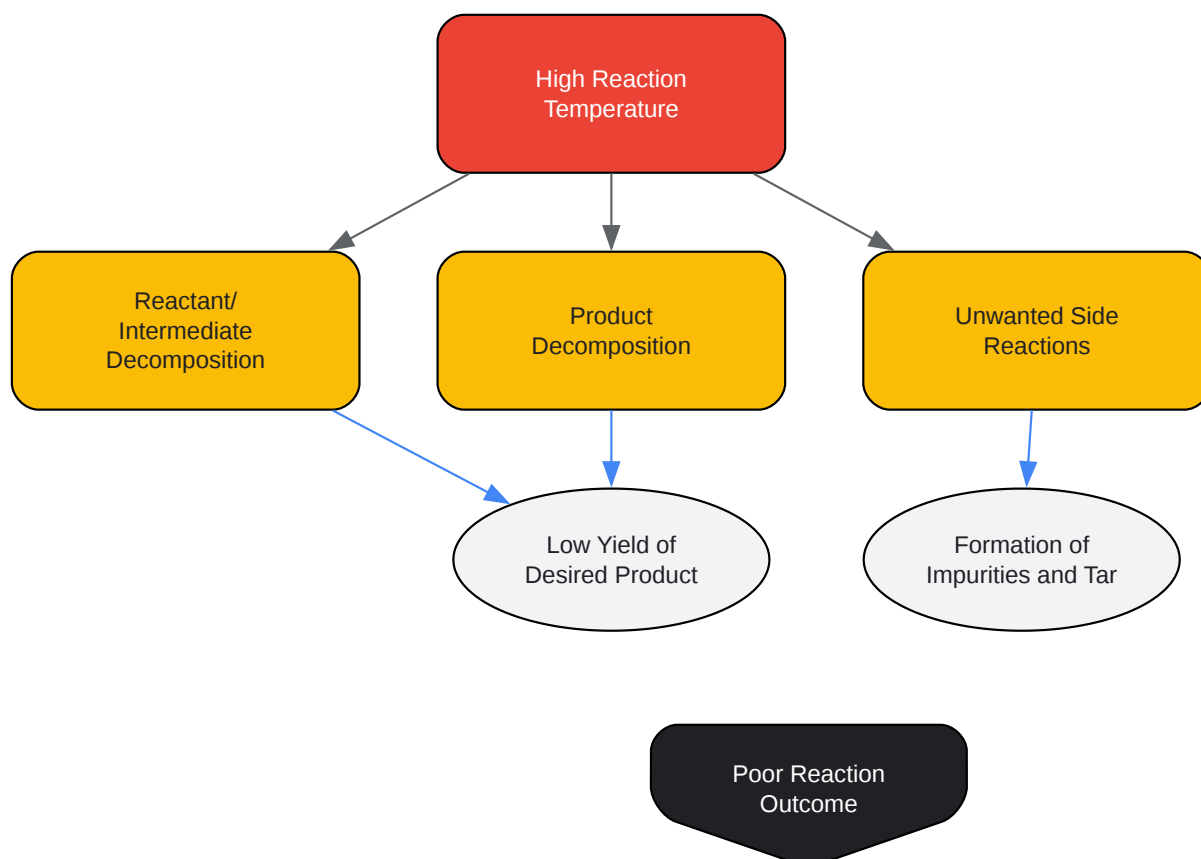 High Reaction
Temperature
Reactant/
Intermediate
Decomposition
Product
Decomposition
Unwanted Side
Reactions
Low Yield of
Desired Product
Formation of
Impurities and Tar
Poor Reaction
Outcome